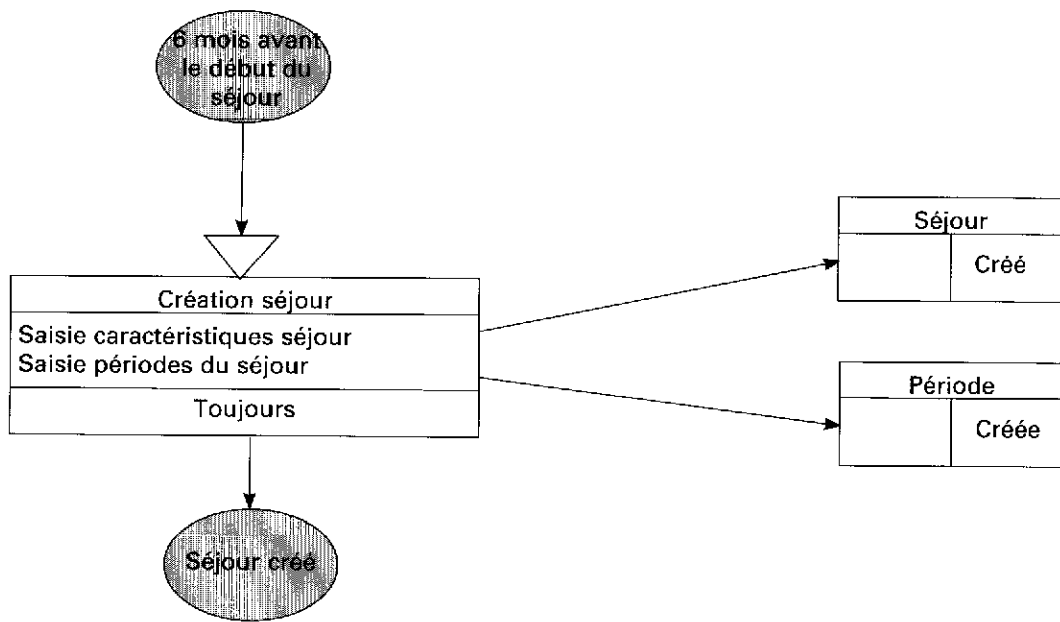 6 mois avant
le début du
séjour
Création séjour
Saisie caractéristiques séjour
Saisie périodes du séjour
Toujours
Séjour créé
Séjour
Créé
Période
Créée